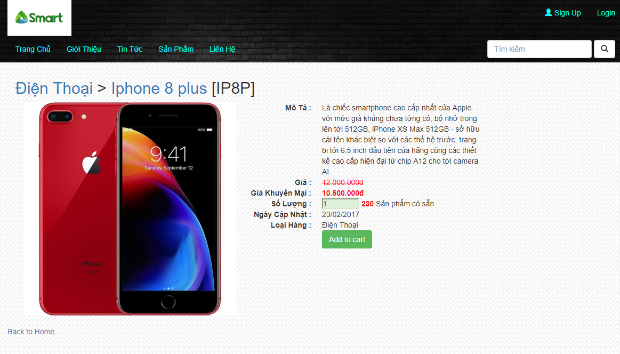 Smart
Sign Up Login
Trang Chủ Giới Thiệu Tin Tức Sản Phẩm Liên Hệ
Tìm kiếm
Điện Thoại > Iphone 8 plus [IP8P]
9:41
Tuesday, September 12
iPhone
Mô Tả : Là chiếc smartphone cao cấp nhất của Apple
với mức giá khủng chưa từng có, bộ nhớ trong
lên tới 512GB, iPhone XS Max 512GB - sở hữu
cái tên khác biệt so với các thế hệ trước, trang
bị tới 6.5 inch đầu tiên của hãng cùng các thiết
kế cao cấp hiện đại từ chip A12 cho tới camera
AI
Giá : 12.000.000đ
Giá Khuyến Mại : 10.500.000đ
Số Lượng : 1 230 Sản phẩm có sẵn
Ngày Cập Nhật : 23/02/2017
Loại Hàng : Điện Thoại
Add to cart
Back to Home